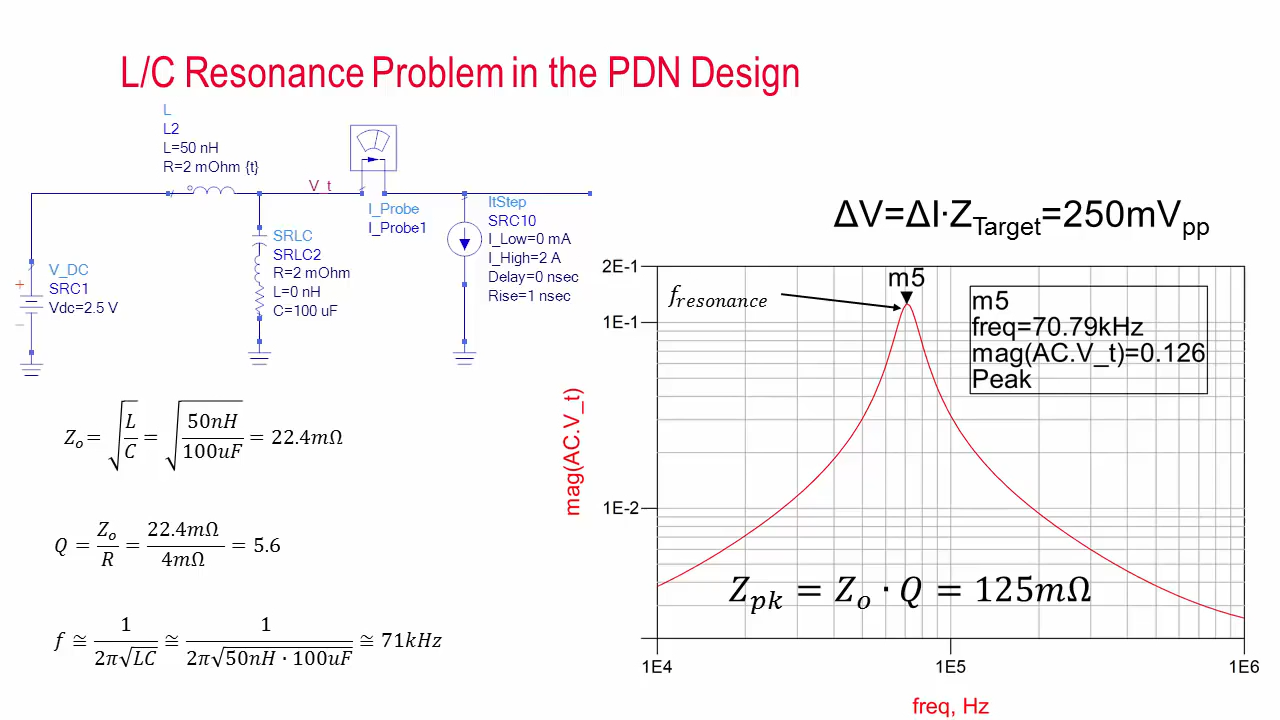 L/C Resonance Problem in the PDN Design
L
L2
L=50 nH
R=2 mOhm {t}
V_t
I_Probe
I_Probe1
ItStep
SRC10
I_Low=0 mA
I_High=2 A
Delay=0 nsec
Rise=1 nsec
SRLC
SRLC2
R=2 mOhm
L=0 nH
C=100 uF
+
V_DC
SRC1
Vdc=2.5 V
−
Zₒ= √(L/C) = √(50nH/100uF) = 22.4mΩ
Q = Zₒ/R = 22.4mΩ/4mΩ = 5.6
f ≅ 1/(2π√LC) ≅ 1/(2π√(50nH · 100uF)) ≅ 71kHz
ΔV=ΔI·Z_Target=250mV_pp
f_resonance
m5
m5
freq=70.79kHz
mag(AC.V_t)=0.126
Peak
2E-1
1E-1
1E-2
mag(AC.V_t)
Z_pk = Zₒ · Q = 125mΩ
1E4
1E5
1E6
freq, Hz